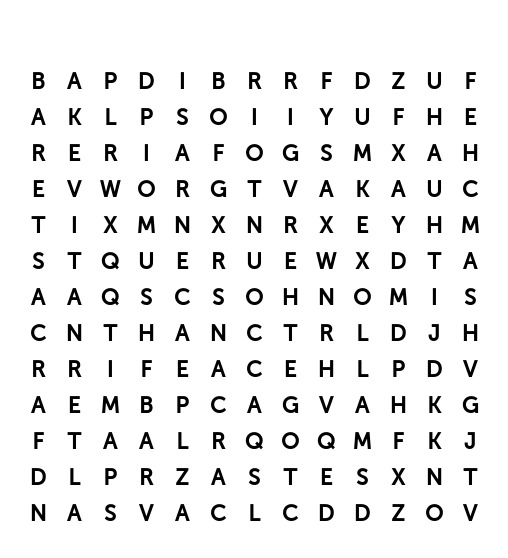 B A P D I B R R F D Z U F
A K L P S O I I Y U F H E
R E R I A F O G S M X A H
E V W O R G T V A K A U C
T I X M N X N R X E Y H M
S T Q U E R U E W X D T A
A A Q S C S O H N O M I S
C N T H A N C T R L D J H
R R I F E A C E H L P D V
A E M B P C A G V A H K G
F T A A L R Q O Q M F K J
D L P R Z A S T E S X N T
N A S V A C L C D D Z O V